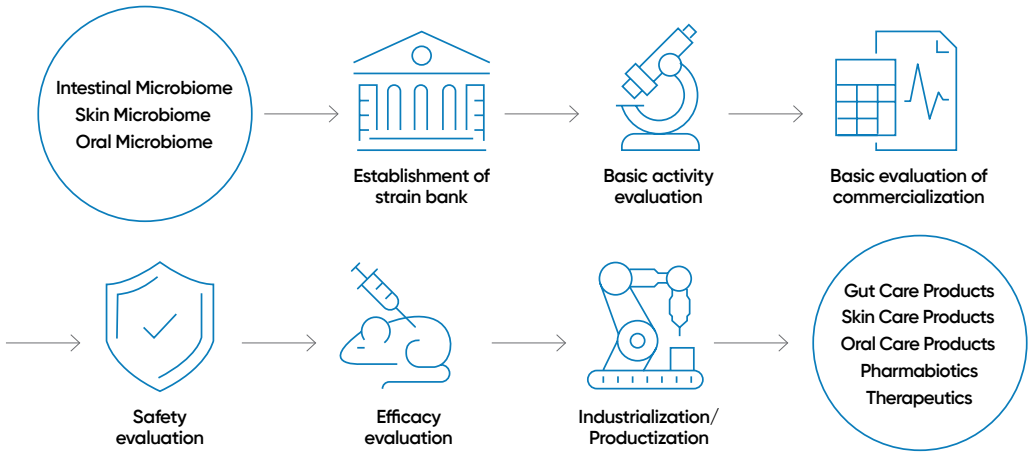 Intestinal Microbiome
Skin Microbiome
Oral Microbiome
Establishment of
strain bank
Basic activity
evaluation
Basic evaluation of
commercialization
Safety
evaluation
Efficacy
evaluation
Industrialization/
Productization
Gut Care Products
Skin Care Products
Oral Care Products
Pharmabiotics
Therapeutics